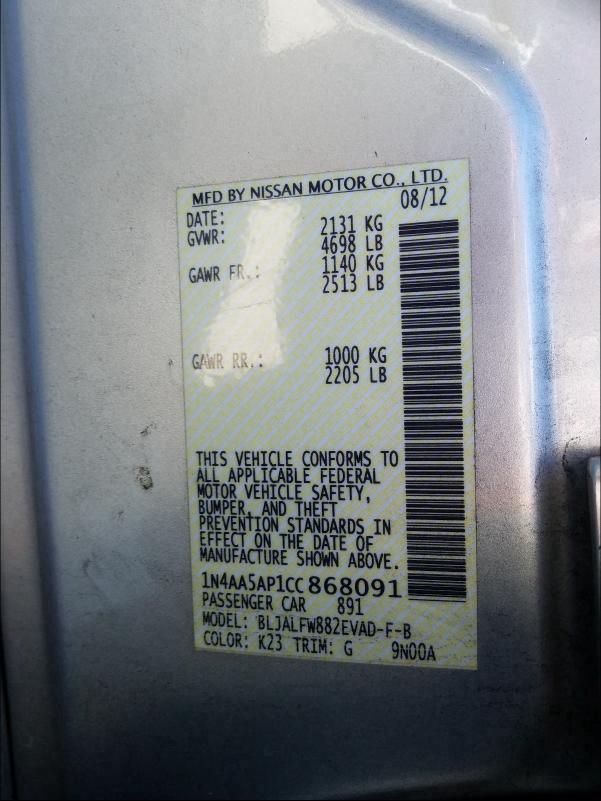 MFD BY NISSAN MOTOR CO., LTD.
DATE: 08/12
GVWR: 2131 KG
4698 LB
GAWR FR.: 1140 KG
2513 LB
GAWR RR.: 1000 KG
2205 LB
THIS VEHICLE CONFORMS TO
ALL APPLICABLE FEDERAL
MOTOR VEHICLE SAFETY,
BUMPER, AND THEFT
PREVENTION STANDARDS IN
EFFECT ON THE DATE OF
MANUFACTURE SHOWN ABOVE.
1N4AA5AP1CC868091
PASSENGER CAR 891
MODEL: BLJALFW882EVAD-F-B
COLOR: K23 TRIM: G 9N00A